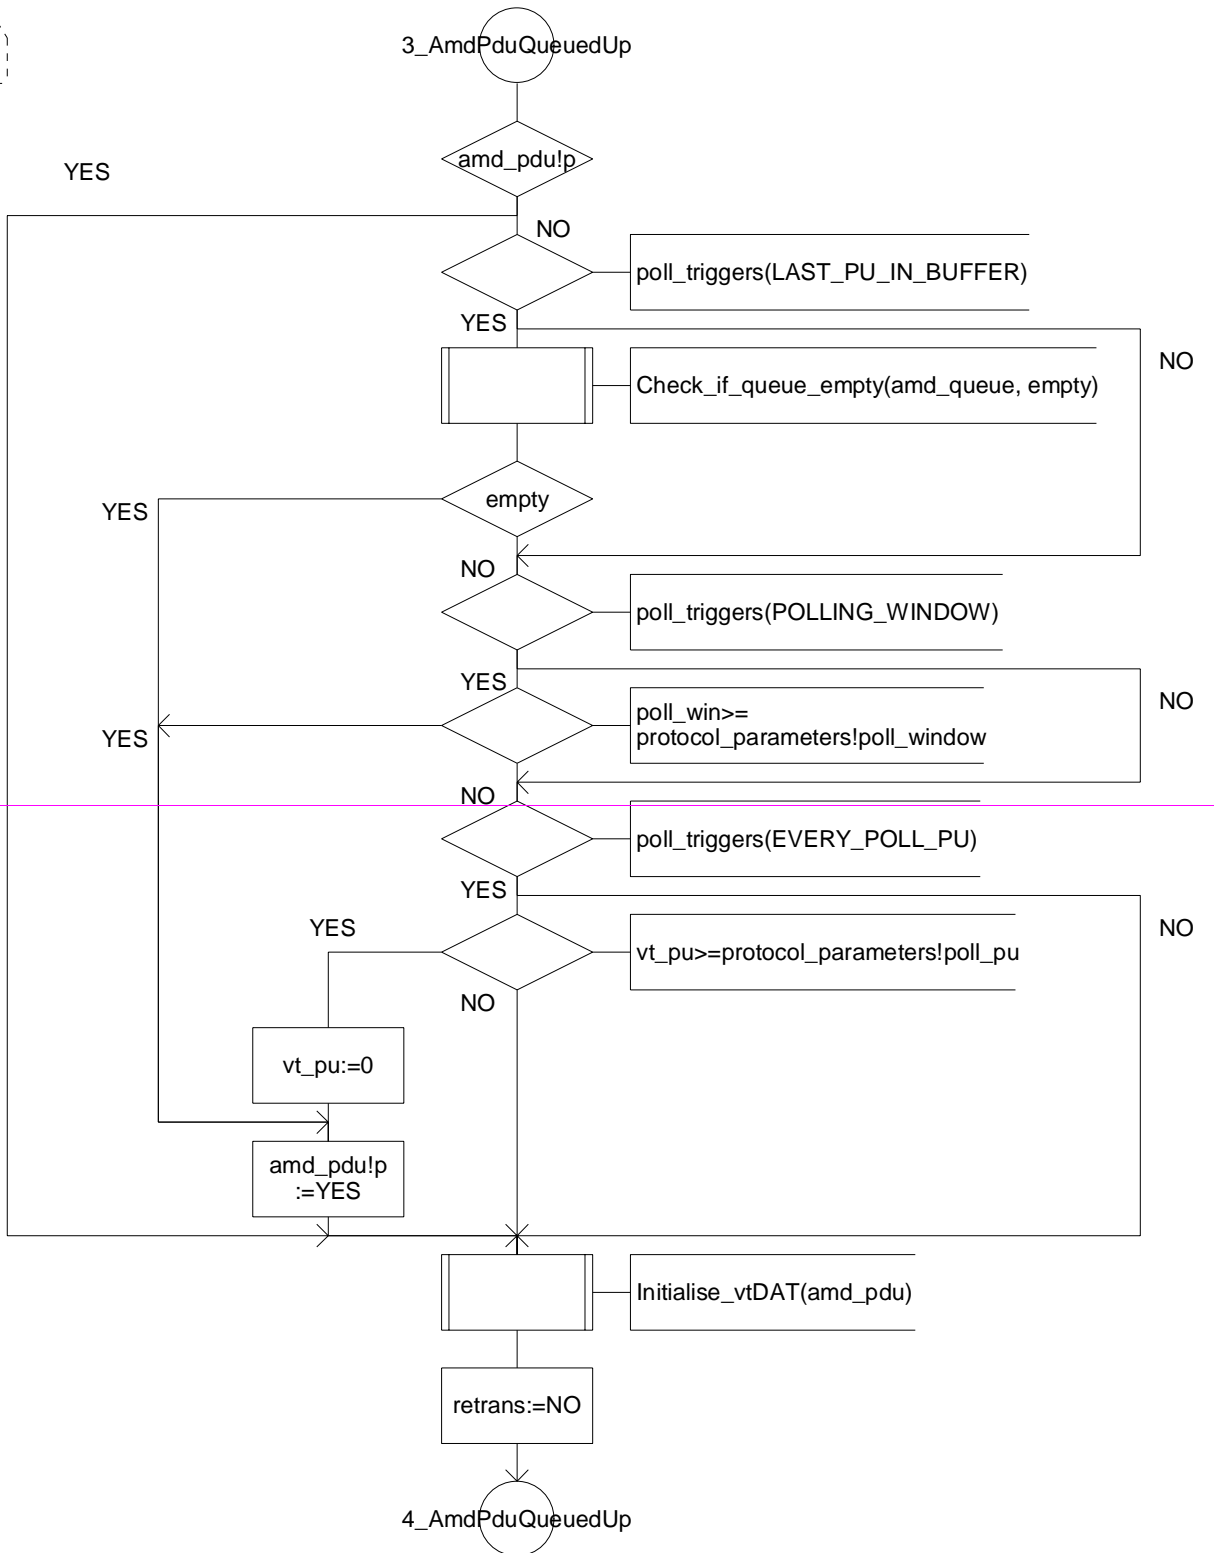 3_AmdPduQueuedUp
amd_pdu!p
YES
NO
poll_triggers(LAST_PU_IN_BUFFER)
YES
NO
Check_if_queue_empty(amd_queue, empty)
empty
YES
NO
poll_triggers(POLLING_WINDOW)
YES
NO
poll_win>=
protocol_parameters!poll_window
YES
NO
poll_triggers(EVERY_POLL_PU)
YES
NO
YES
vt_pu>=protocol_parameters!poll_pu
NO
vt_pu:=0
amd_pdu!p
:=YES
Initialise_vtDAT(amd_pdu)
retrans:=NO
4_AmdPduQueuedUp